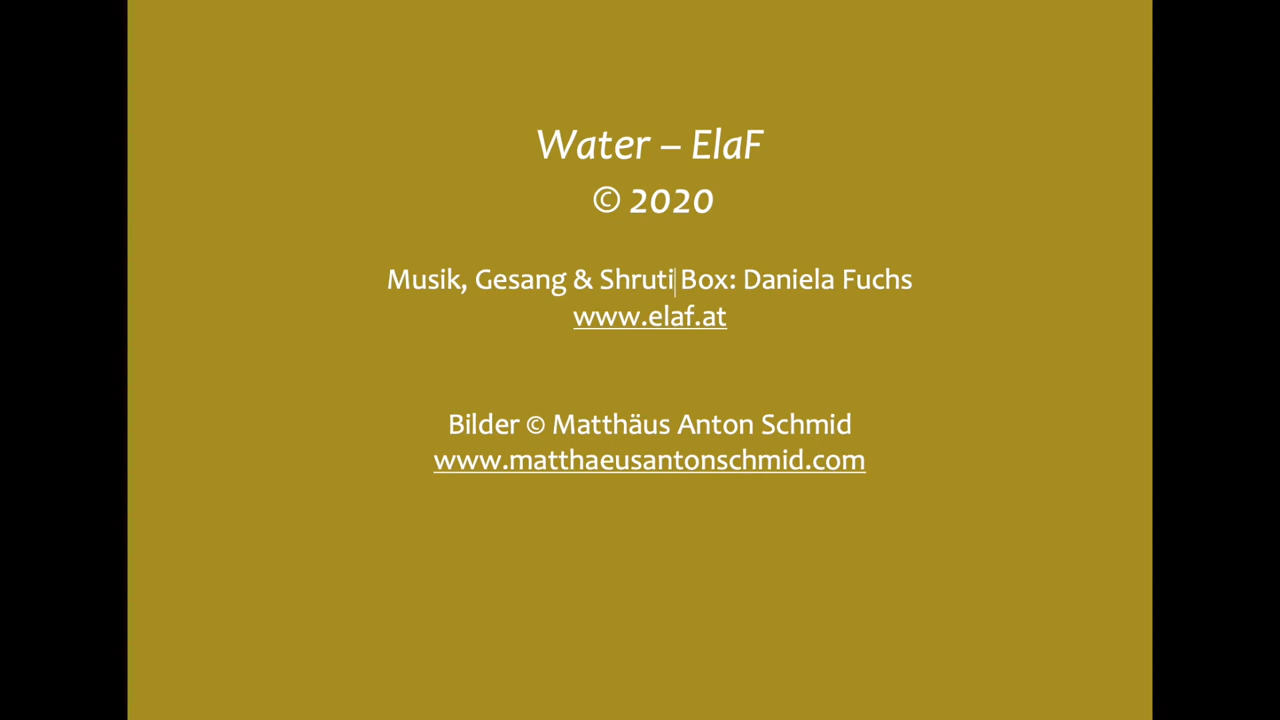 Water – ElaF
© 2020
Musik, Gesang & Shruti Box: Daniela Fuchs
www.elaf.at
Bilder © Matthäus Anton Schmid
www.matthaeusantonschmid.com